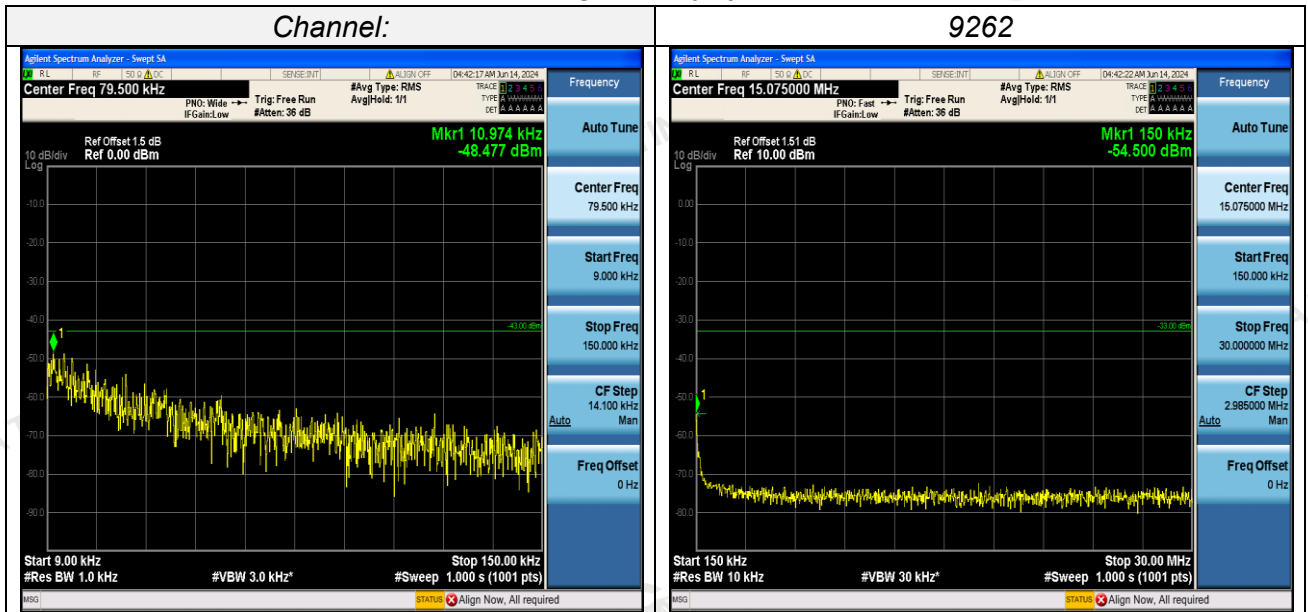 Channel: 9262
Agilent Spectrum Analyzer - Swept SA
RL RF 50 Ω DC SENSE:INT ALIGN OFF 04:42:17 AM Jun 14, 2024
Center Freq 79.500 kHz
#Avg Type: RMS
TRACE 1 2 3 4 5 6
PNO: Wide
Trig: Free Run
Avg|Hold: 1/1
TYPE A
IFGain:Low
#Atten: 36 dB
DET A A A A A A
Frequency
Mkr1 10.974 kHz
Ref Offset 1.5 dB
10 dB/div Ref 0.00 dBm
-48.477 dBm
Log
-10.0
-20.0
-30.0
-40.0
-50.0
-60.0
-70.0
-80.0
-90.0
1
-43.00 dBm
Start 9.00 kHz Stop 150.00 kHz
#Res BW 1.0 kHz #VBW 3.0 kHz* #Sweep 1.000 s (1001 pts)
MSG STATUS Align Now, All required
Auto Tune
Center Freq
79.500 kHz
Start Freq
9.000 kHz
Stop Freq
150.000 kHz
CF Step
14.100 kHz
Auto Man
Freq Offset
0 Hz
Agilent Spectrum Analyzer - Swept SA
RL RF 50 Ω DC SENSE:INT ALIGN OFF 04:42:22 AM Jun 14, 2024
Center Freq 15.075000 MHz
#Avg Type: RMS
TRACE 1 2 3 4 5 6
PNO: Fast
Trig: Free Run
Avg|Hold: 1/1
TYPE A
IFGain:Low
#Atten: 36 dB
DET A A A A A A
Frequency
Mkr1 150 kHz
Ref Offset 1.51 dB
10 dB/div Ref 10.00 dBm
-54.500 dBm
Log
0.00
-10.0
-20.0
-30.0
-40.0
-50.0
-60.0
-70.0
-80.0
1
-33.00 dBm
Start 150 kHz Stop 30.00 MHz
#Res BW 10 kHz #VBW 30 kHz* #Sweep 1.000 s (1001 pts)
MSG STATUS Align Now, All required
Auto Tune
Center Freq
15.075000 MHz
Start Freq
150.000 kHz
Stop Freq
30.000000 MHz
CF Step
2.985000 MHz
Auto Man
Freq Offset
0 Hz